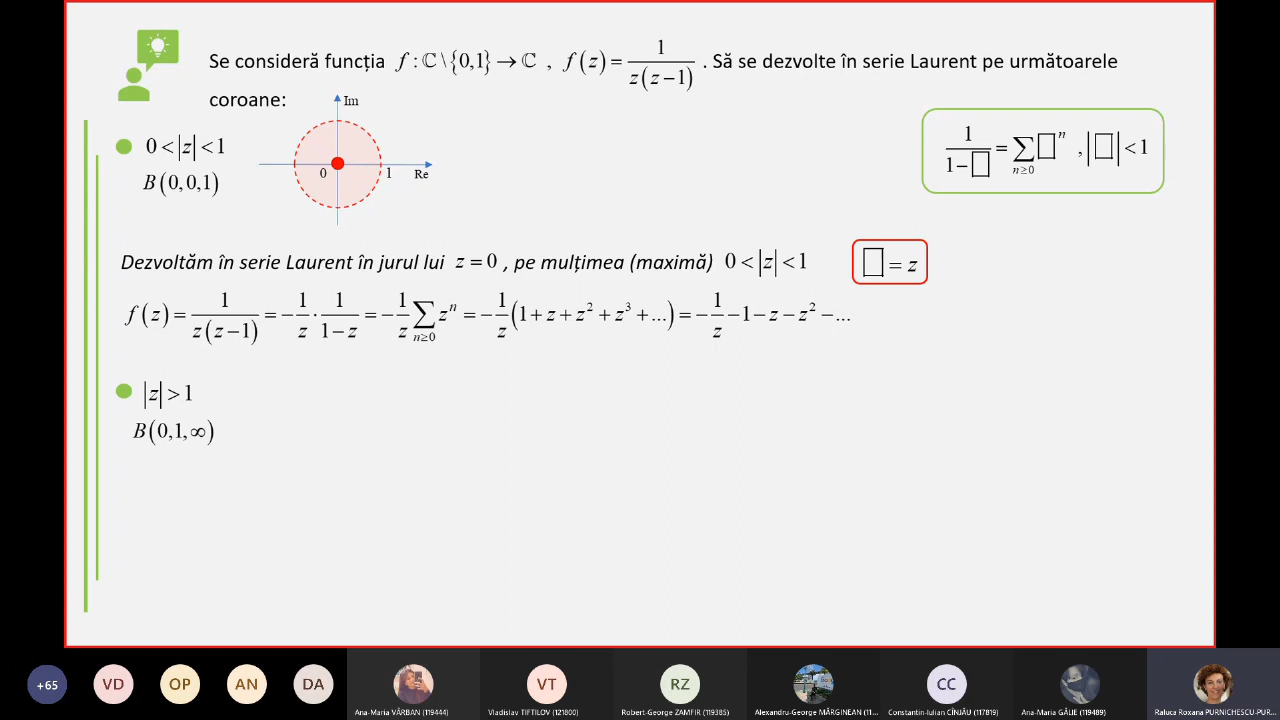 Se consideră funcția f : ℂ \ {0,1} → ℂ , f(z) = 1 / (z(z−1)) . Să se dezvolte în serie Laurent pe următoarele
coroane:
Im
0 < |z| < 1
B(0,0,1)
0 1 Re
1 / (1−□) = ∑_{n≥0} □^n , |□| < 1
Dezvoltăm în serie Laurent în jurul lui z = 0 , pe mulțimea (maximă) 0 < |z| < 1 □ = z
f(z) = 1 / (z(z−1)) = −1/z · 1/(1−z) = −1/z ∑_{n≥0} z^n = −1/z (1 + z + z² + z³ + ...) = −1/z − 1 − z − z² − ...
|z| > 1
B(0,1,∞)
+65 VD OP AN DA VT RZ CC
Ana-Maria VÂRBAN (119444) Vladislav TIFTILOV (121800) Robert-George ZAMFIR (119385) Alexandru-George MĂRGINEAN (11... Constantin-Iulian CÎNJĂU (117819) Ana-Maria GĂLIE (119489) Raluca Roxana PURNICHESCU-PUR...